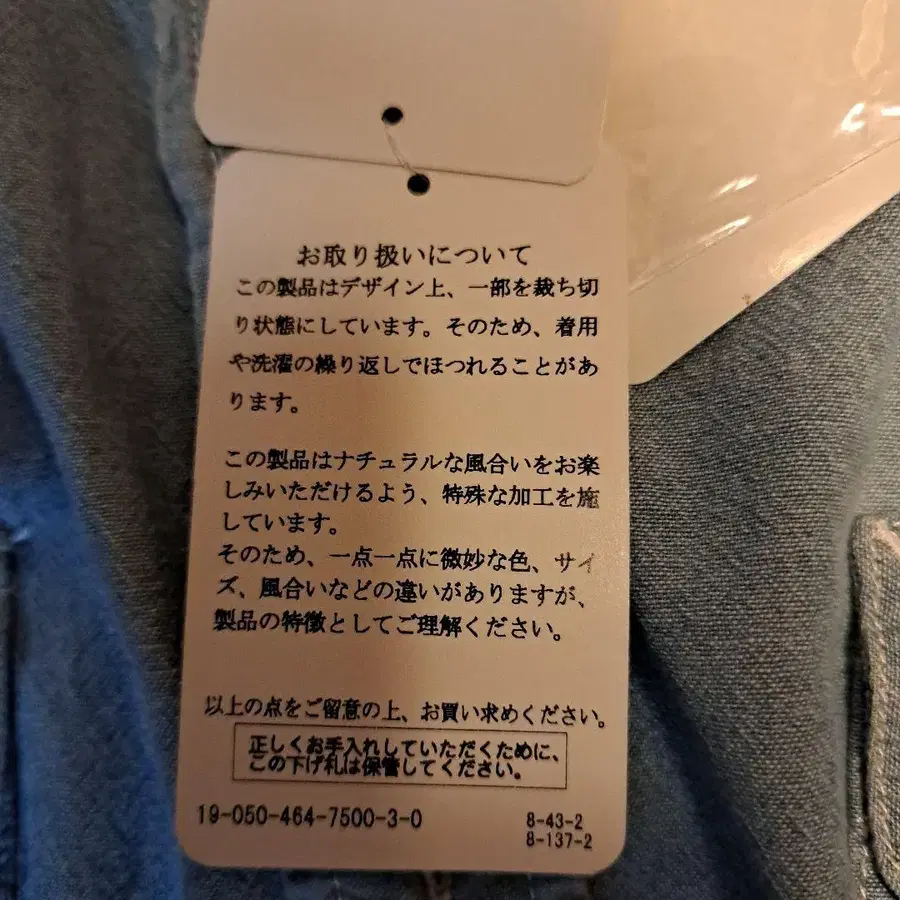 お取り扱いについて
この製品はデザイン上、一部を裁ち切
り状態にしています。そのため、着用
や洗濯の繰り返しでほつれることがあ
ります。
この製品はナチュラルな風合いをお楽
しみいただけるよう、特殊な加工を施
しています。
そのため、一点一点に微妙な色、サイ
ズ、風合いなどの違いがありますが、
製品の特徴としてご理解ください。
以上の点をご留意の上、お買い求めください。
正しくお手入れしていただくために、
この下げ札は保管してください。
19-050-464-7500-3-0
8-43-2
8-137-2